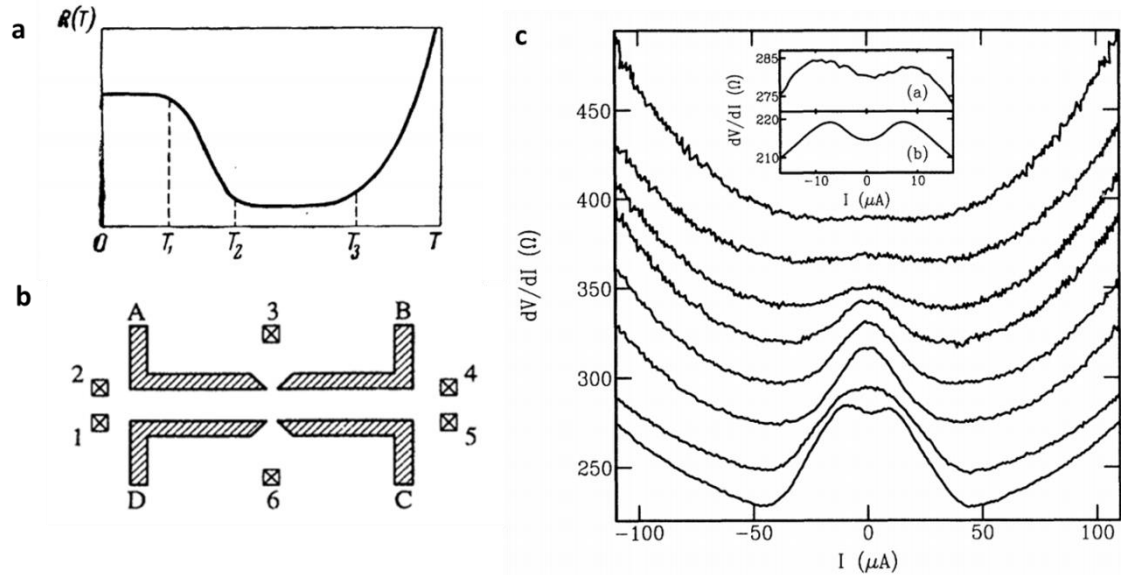 a
R(T)
O T₁ T₂ T₃ T
b
A 3 B
2 4
1 5
D 6 C
c
dV/dI (Ω)
450
400
350
300
250
−100 −50 0 50 100
I (μA)
dV/dI (Ω)
285
275
(a)
220
210
(b)
−10 0 10
I (μA)